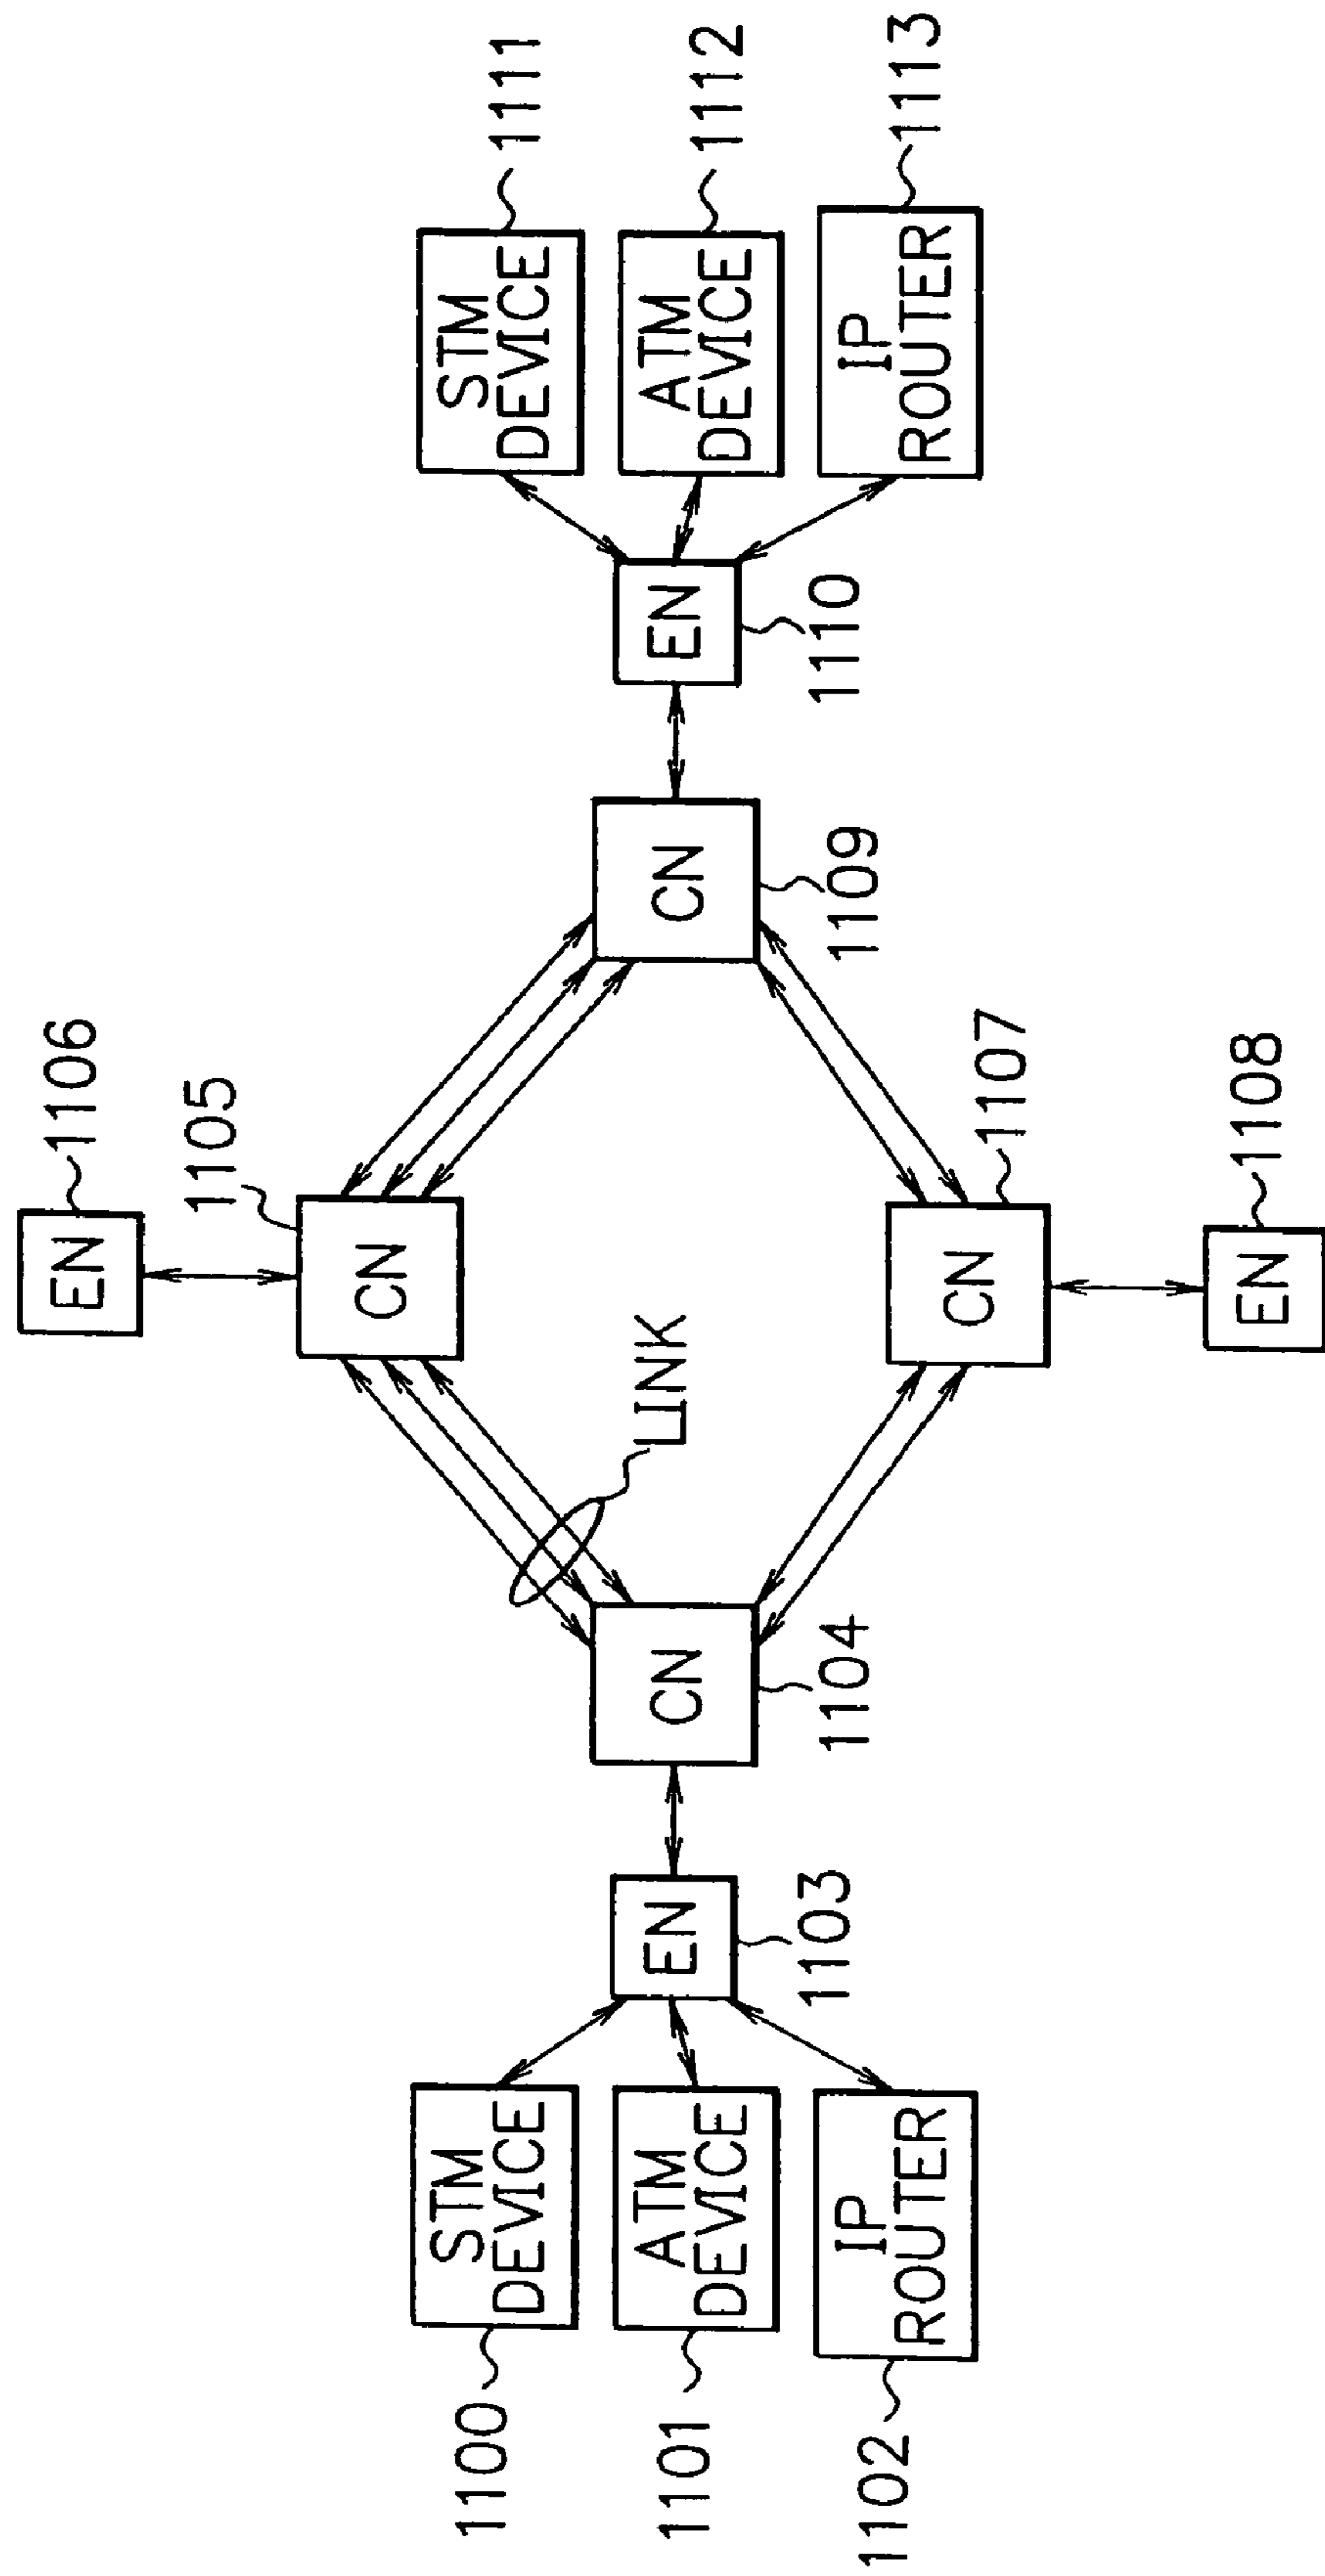 1106
EN
1105
CN
STM
DEVICE
1100
ATM
DEVICE
1101
IP
ROUTER
1102
EN
1103
CN
1104
LINK
CN
1109
EN
1110
STM
DEVICE
1111
ATM
DEVICE
1112
IP
ROUTER
1113
CN
1107
EN
1108